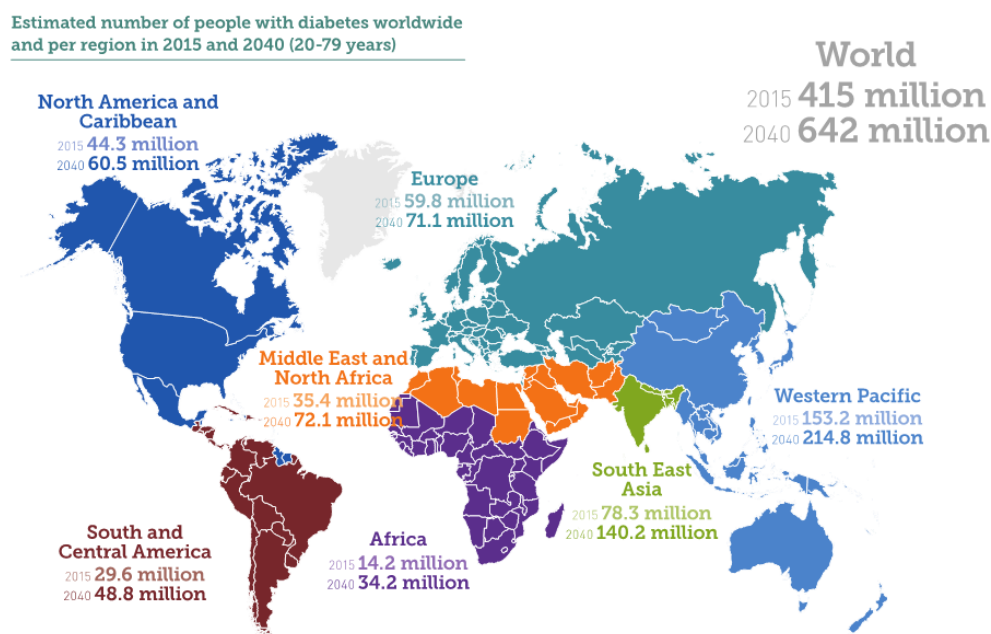 Estimated number of people with diabetes worldwide
and per region in 2015 and 2040 (20-79 years)
World
2015 415 million
2040 642 million
North America and
Caribbean
2015 44.3 million
2040 60.5 million
Europe
2015 59.8 million
2040 71.1 million
Middle East and
North Africa
2015 35.4 million
2040 72.1 million
Western Pacific
2015 153.2 million
2040 214.8 million
South East
Asia
2015 78.3 million
2040 140.2 million
South and
Central America
2015 29.6 million
2040 48.8 million
Africa
2015 14.2 million
2040 34.2 million